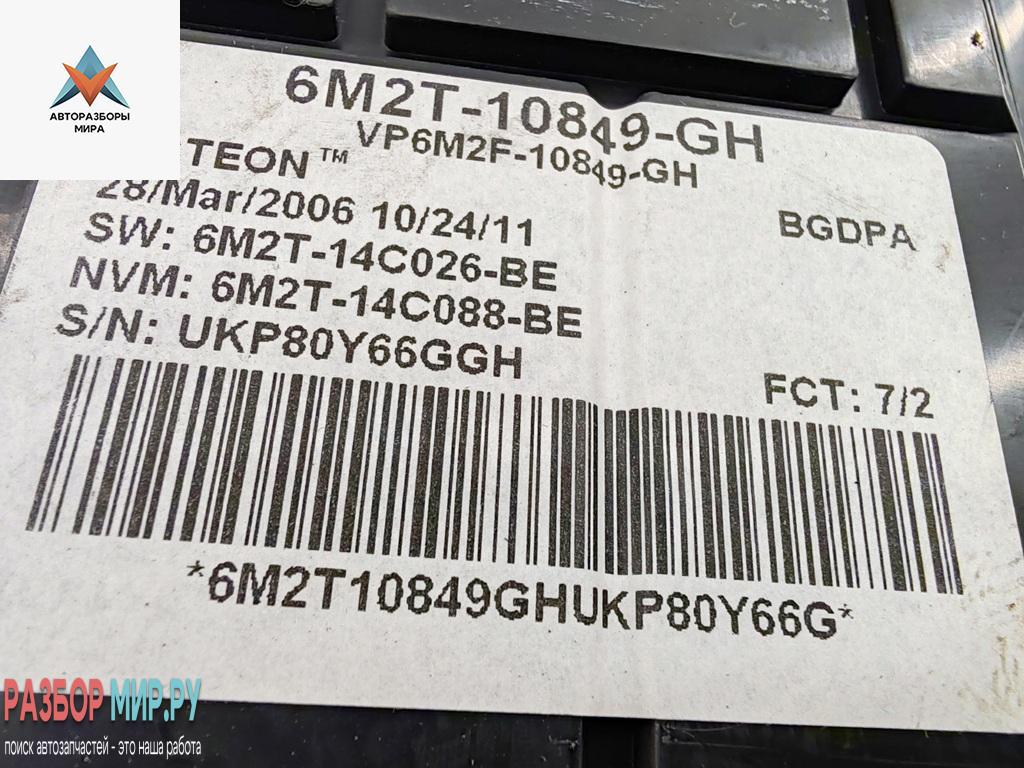 АВТОРАЗБОРЫ
МИРА
6M2T-10849-GH
VP6M2F-10849-GH
TEON™
28/Mar/2006 10/24/11
BGDPA
SW: 6M2T-14C026-BE
NVM: 6M2T-14C088-BE
S/N: UKP80Y66GGH
FCT: 7/2
*6M2T10849GHUKP80Y66G*
РАЗБОР МИР.РУ
поиск автозапчастей - это наша работа